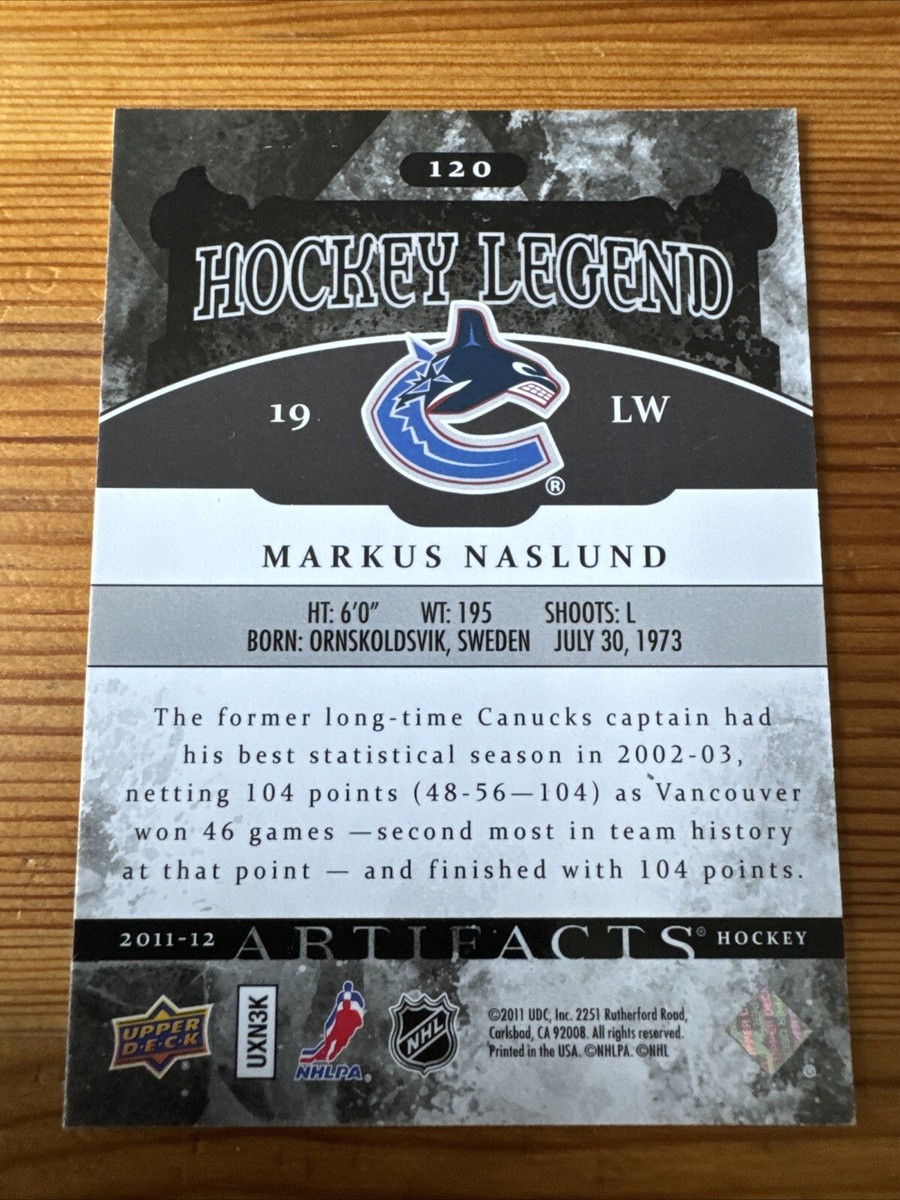 120
HOCKEY LEGEND
19 LW
®
MARKUS NASLUND
HT: 6'0" WT: 195 SHOOTS: L
BORN: ORNSKOLDSVIK, SWEDEN JULY 30, 1973
The former long-time Canucks captain had
his best statistical season in 2002-03,
netting 104 points (48-56—104) as Vancouver
won 46 games —second most in team history
at that point — and finished with 104 points.
2011-12 ARTIFACTS® HOCKEY
UPPER
D·E·C·K
UXN3K
NHLPA
NHL
©2011 UDC, Inc. 2251 Rutherford Road,
Carlsbad, CA 92008. All rights reserved.
Printed in the USA. ©NHLPA. ©NHL